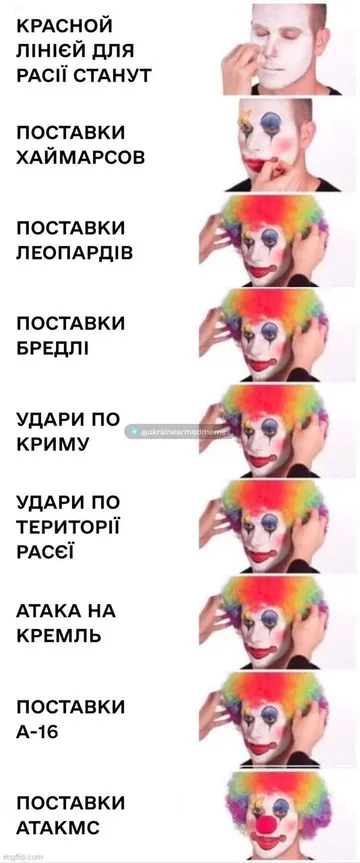 КРАСНОЙ
ЛІНІЄЙ ДЛЯ
РАСІЇ СТАНУТ
ПОСТАВКИ
ХАЙМАРСОВ
ПОСТАВКИ
ЛЕОПАРДІВ
ПОСТАВКИ
БРЕДЛІ
УДАРИ ПО
КРИМУ
@ukrainearmedmemes
УДАРИ ПО
ТЕРИТОРІЇ
РАСЄЇ
АТАКА НА
КРЕМЛЬ
ПОСТАВКИ
А-16
ПОСТАВКИ
АТАКМС
imgflip.com